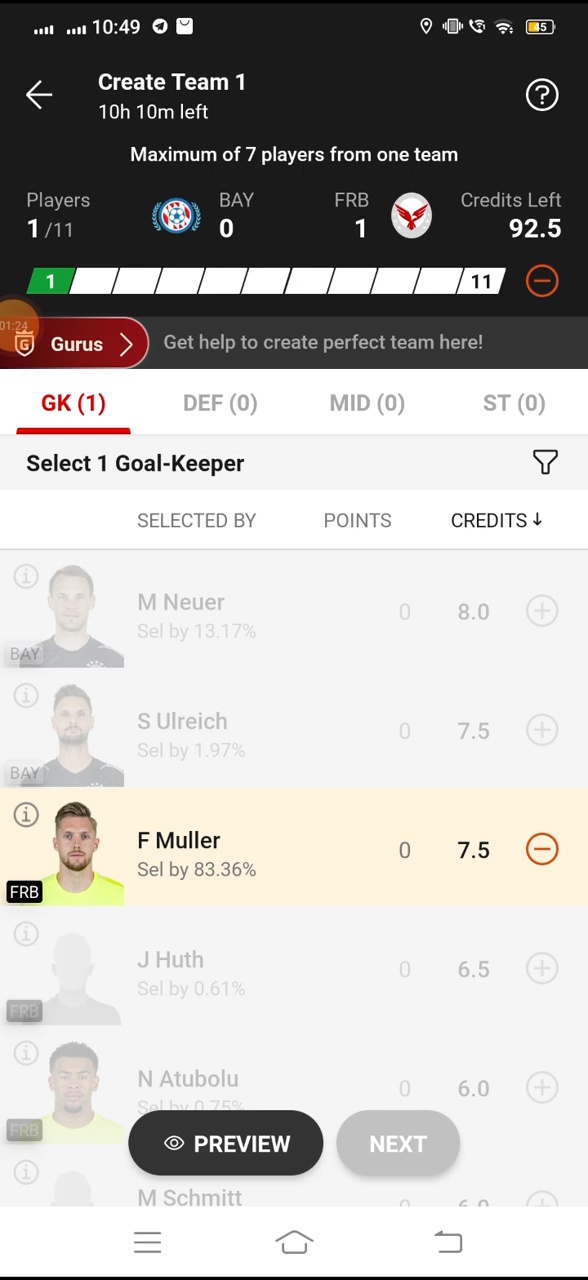 10:49
45
Create Team 1
10h 10m left
?
Maximum of 7 players from one team
Players BAY FRB Credits Left
1 /11 0 1 92.5
1 11
01:24
G Gurus Get help to create perfect team here!
GK (1) DEF (0) MID (0) ST (0)
Select 1 Goal-Keeper
SELECTED BY POINTS CREDITS
M Neuer 0 8.0
Sel by 13.17%
BAY
S Ulreich 0 7.5
Sel by 1.97%
BAY
F Muller 0 7.5
Sel by 83.36%
FRB
J Huth 0 6.5
Sel by 0.61%
FRB
N Atubolu 0 6.0
Sel by 0.75%
FRB
PREVIEW NEXT
M Schmitt 0 6.0